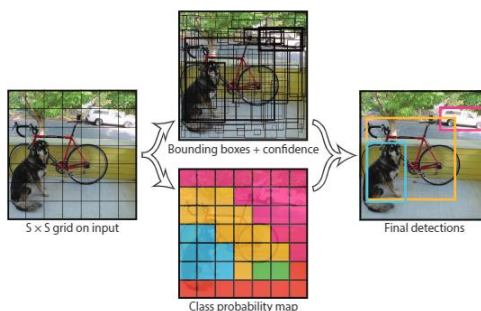 Bounding boxes + confidence
S × S grid on input
Final detections
Class probability map